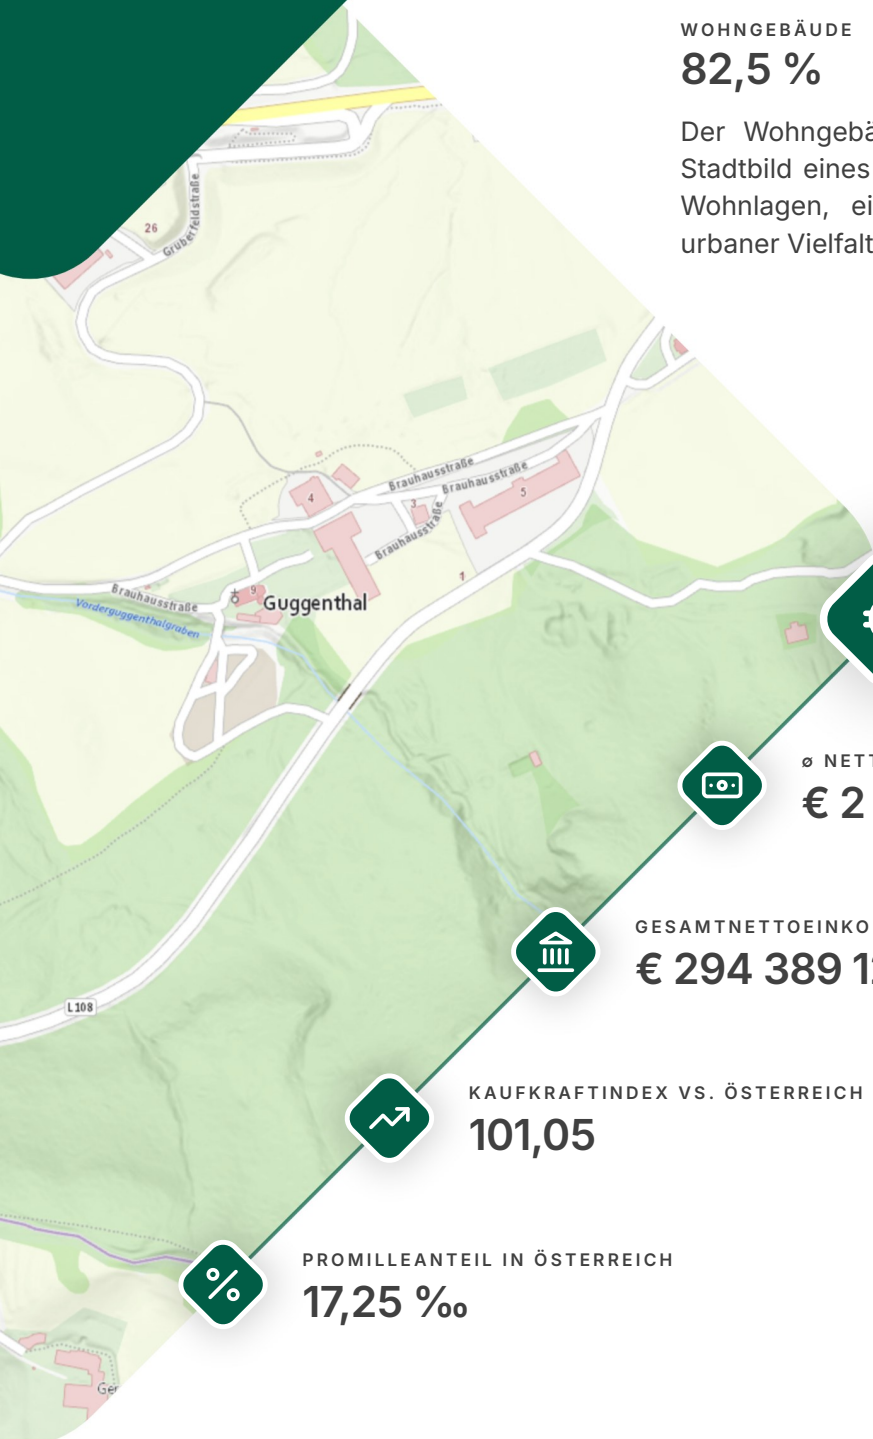 WOHNGEBÄUDE
82,5 %
Der Wohngebä
Stadtbild eines
Wohnlagen, ei
urbaner Vielfalt
Gruberfeldstraße
26
Brauhausstraße
Brauhausstraße
4
3
5
Brauhausstraße
1
Brauhausstraße
9
Guggenthal
Vorderguggenthalgraben
ø NETT
€ 2
GESAMTNETTOEINKO
€ 294 389 12
L108
KAUFKRAFTINDEX VS. ÖSTERREICH
101,05
PROMILLEANTEIL IN ÖSTERREICH
17,25 ‰
Ger